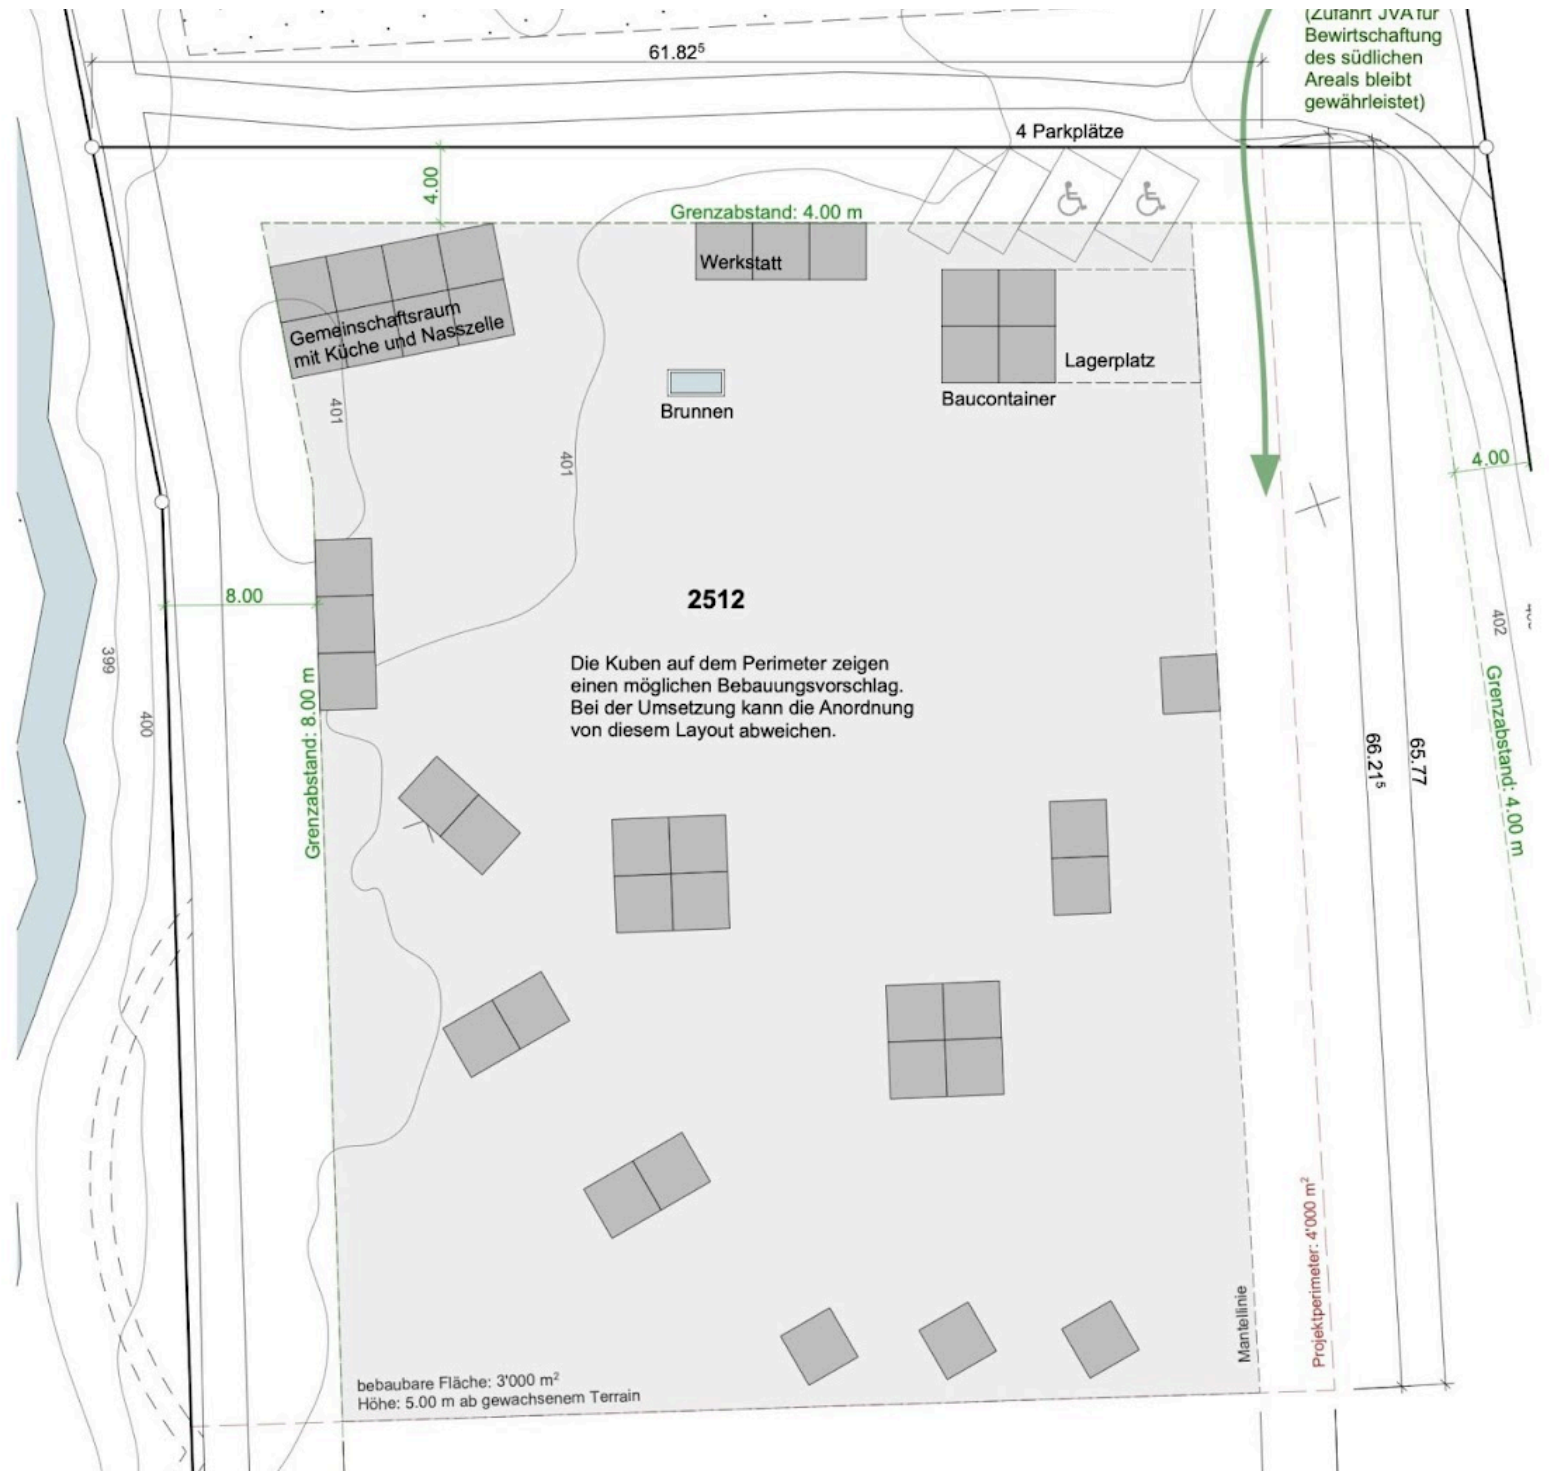 (Zufahrt JVA für
Bewirtschaftung
des südlichen
Areals bleibt
gewährleistet)
61.82⁵
4 Parkplätze
4.00
Grenzabstand: 4.00 m
Werkstatt
Gemeinschaftsraum
mit Küche und Nasszelle
Lagerplatz
Brunnen
Baucontainer
401
401
4.00
8.00
2512
399
400
402
Die Kuben auf dem Perimeter zeigen
einen möglichen Bebauungsvorschlag.
Bei der Umsetzung kann die Anordnung
von diesem Layout abweichen.
Grenzabstand: 8.00 m
66.21⁵
65.77
Grenzabstand: 4.00 m
Mantellinie
Projektperimeter: 4'000 m²
bebaubare Fläche: 3'000 m²
Höhe: 5.00 m ab gewachsenem Terrain